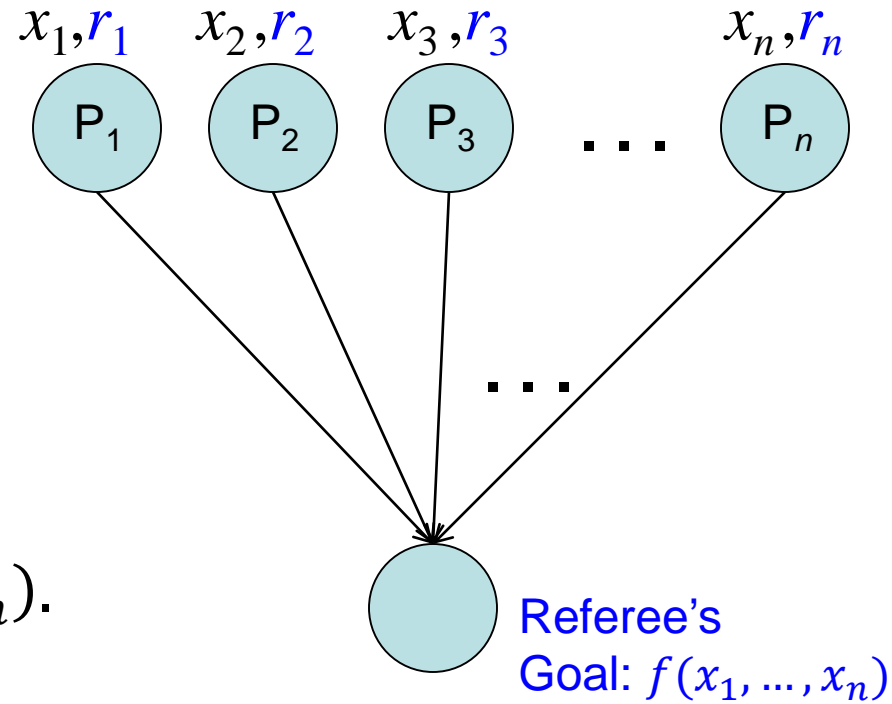 x₁,r₁ x₂,r₂ x₃,r₃ xₙ,rₙ
P₁ P₂ P₃ ... Pₙ
...
ₙ).
Referee's
Goal: f(x₁, ..., xₙ)